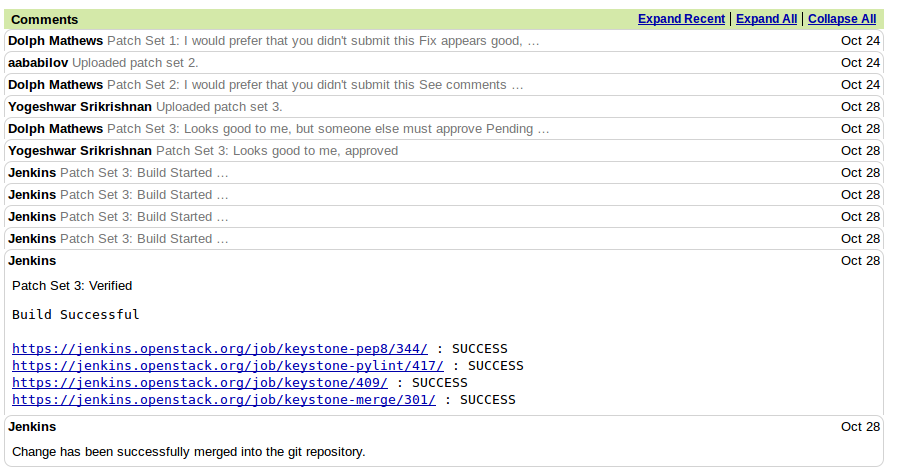 Comments Expand Recent | Expand All | Collapse All
Dolph Mathews Patch Set 1: I would prefer that you didn't submit this Fix appears good, … Oct 24
aababilov Uploaded patch set 2. Oct 24
Dolph Mathews Patch Set 2: I would prefer that you didn't submit this See comments … Oct 24
Yogeshwar Srikrishnan Uploaded patch set 3. Oct 28
Dolph Mathews Patch Set 3: Looks good to me, but someone else must approve Pending … Oct 28
Yogeshwar Srikrishnan Patch Set 3: Looks good to me, approved Oct 28
Jenkins Patch Set 3: Build Started … Oct 28
Jenkins Patch Set 3: Build Started … Oct 28
Jenkins Patch Set 3: Build Started … Oct 28
Jenkins Patch Set 3: Build Started … Oct 28
Jenkins Oct 28
Patch Set 3: Verified
Build Successful
https://jenkins.openstack.org/job/keystone-pep8/344/ : SUCCESS
https://jenkins.openstack.org/job/keystone-pylint/417/ : SUCCESS
https://jenkins.openstack.org/job/keystone/409/ : SUCCESS
https://jenkins.openstack.org/job/keystone-merge/301/ : SUCCESS
Jenkins Oct 28
Change has been successfully merged into the git repository.